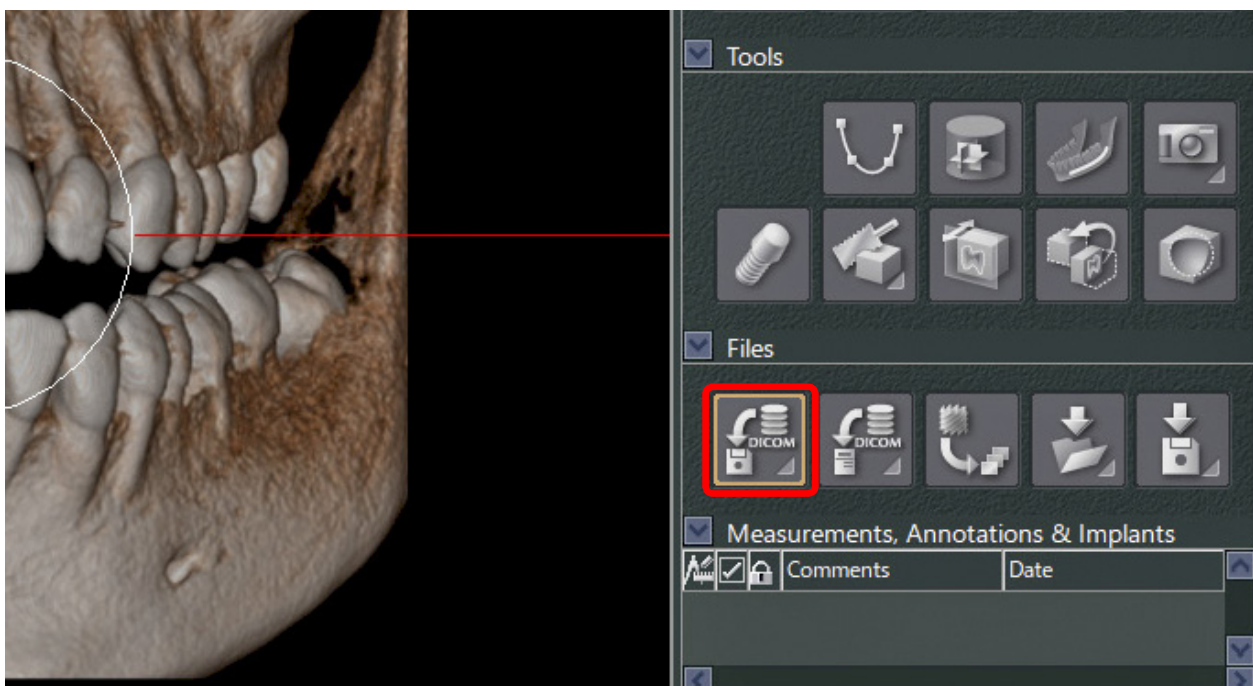 Tools
Files
DICOM
DICOM
Measurements, Annotations & Implants
Comments
Date